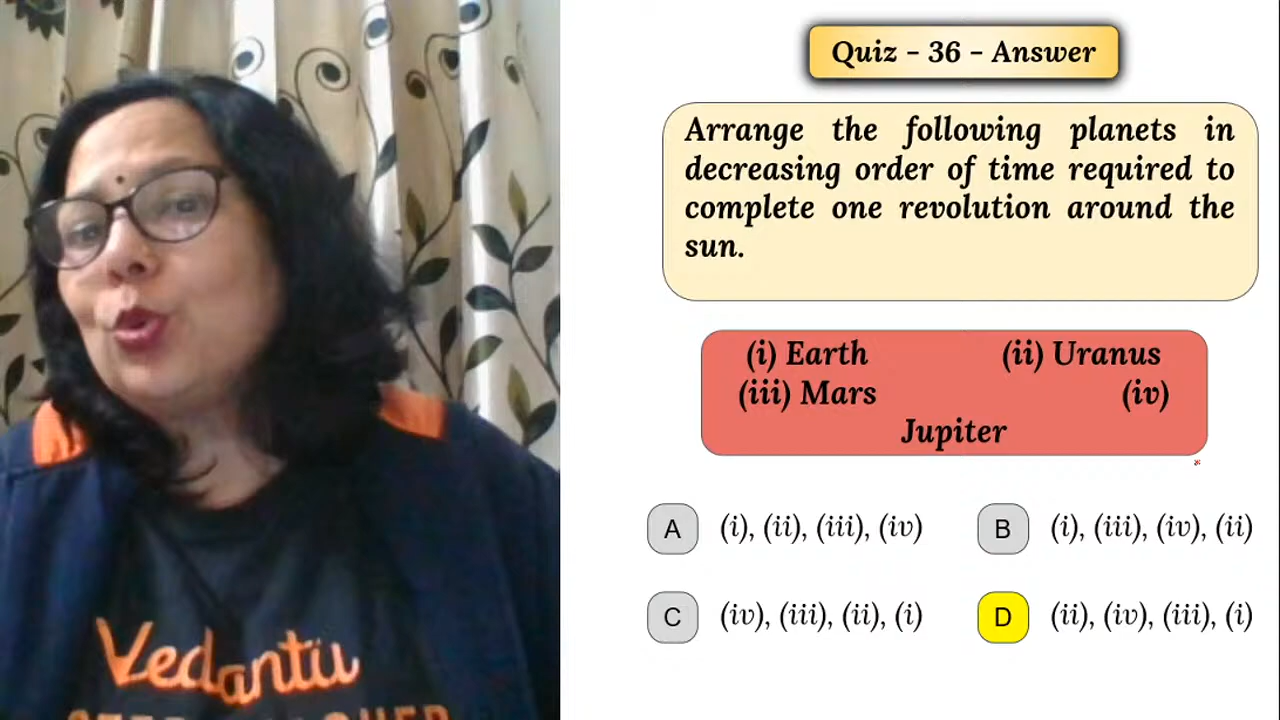 Quiz - 36 - Answer
Arrange the following planets in
decreasing order of time required to
complete one revolution around the
sun.
(i) Earth (ii) Uranus
(iii) Mars (iv)
Jupiter
A (i), (ii), (iii), (iv)
B (i), (iii), (iv), (ii)
C (iv), (iii), (ii), (i)
D (ii), (iv), (iii), (i)
Vedantu